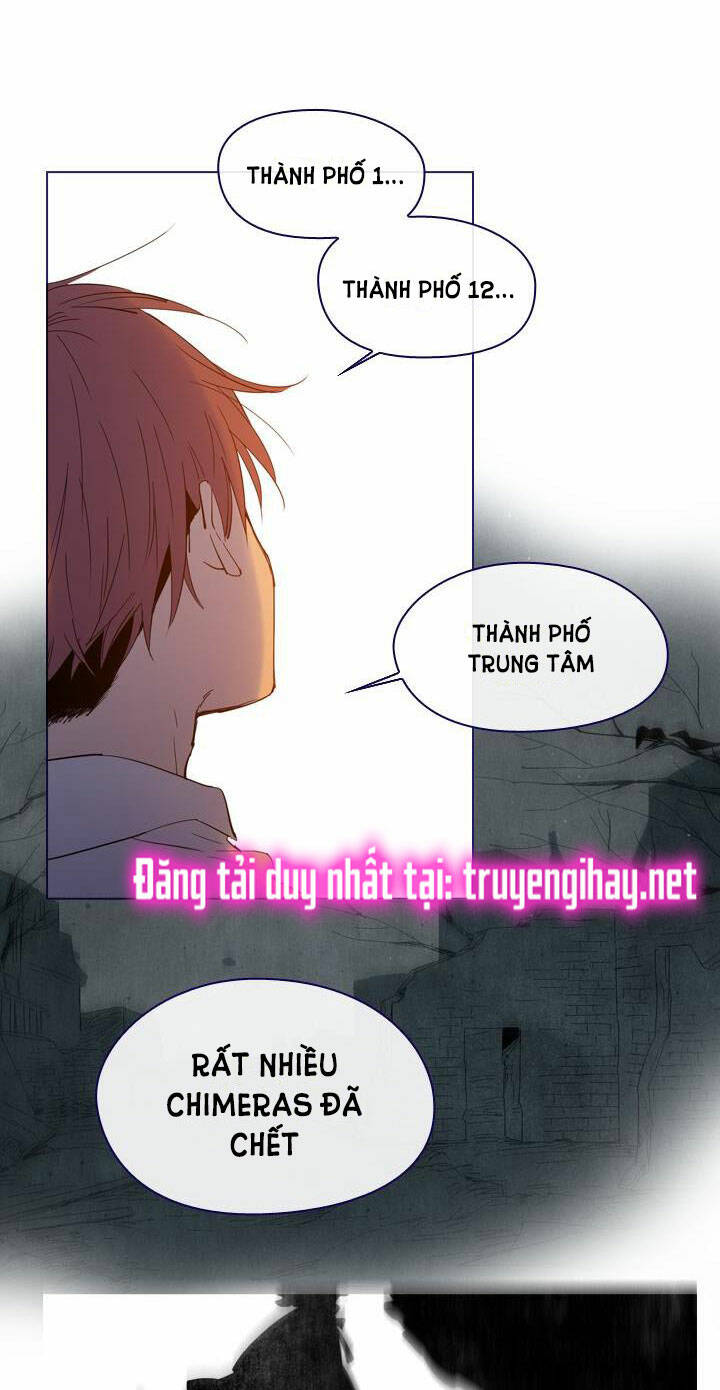 THÀNH PHỐ 1...
THÀNH PHỐ 12...
THÀNH PHỐ
TRUNG TÂM
Đăng tải duy nhất tại: truyengihay.net
RẤT NHIỀU
CHIMERAS ĐÃ
CHẾT